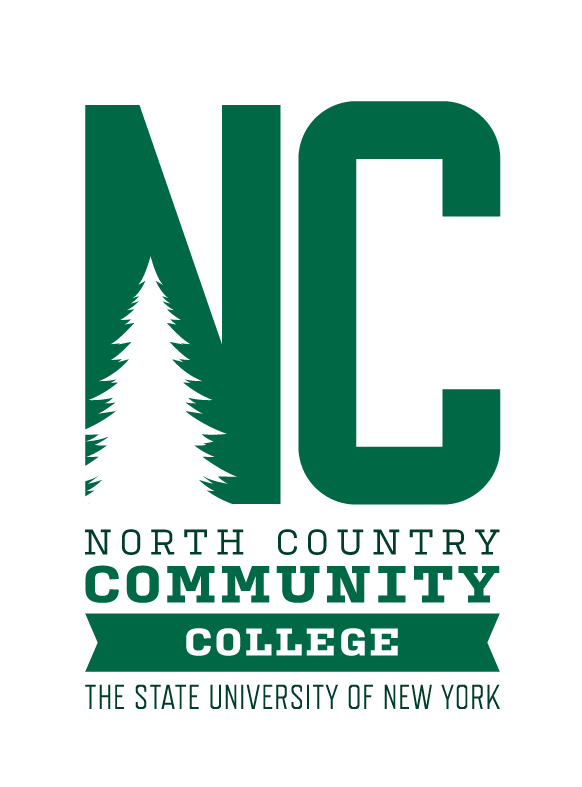 NC
NORTH COUNTRY
COMMUNITY
COLLEGE
THE STATE UNIVERSITY OF NEW YORK